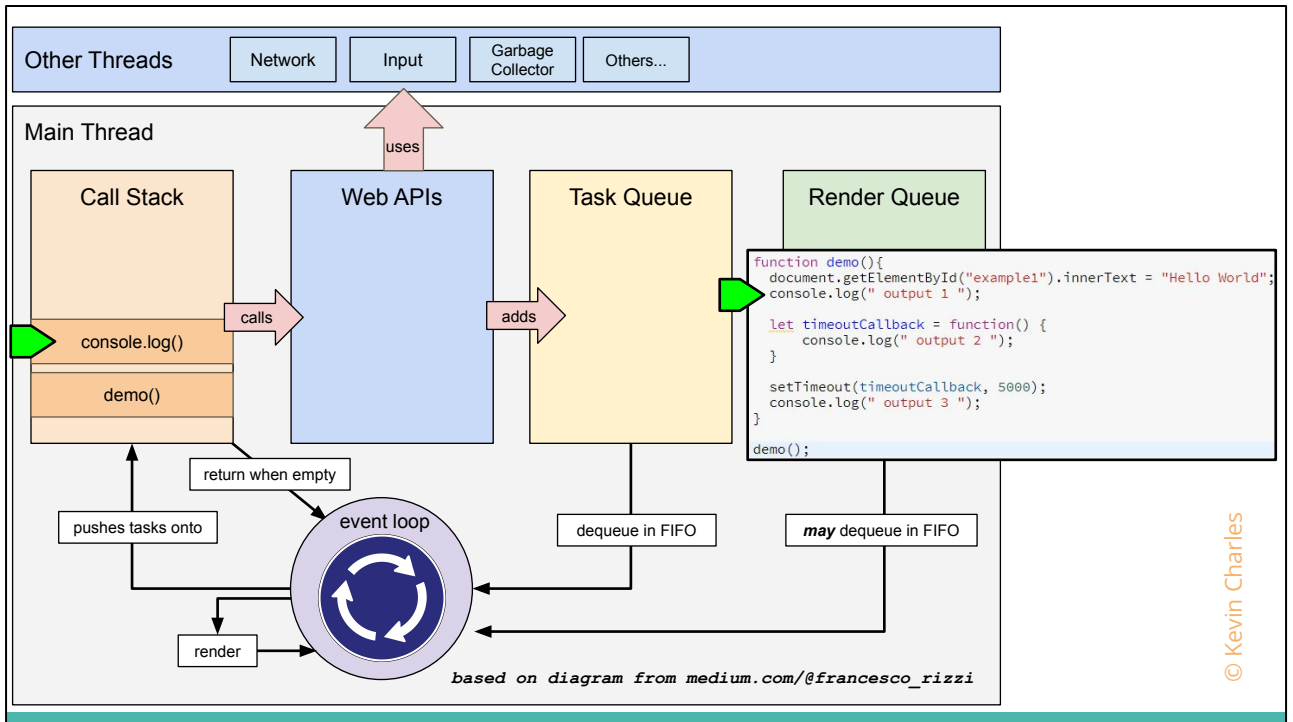 Other Threads
Network
Input
Garbage
Collector
Others...
Main Thread
uses
Call Stack
Web APIs
Task Queue
Render Queue
function demo(){
  document.getElementById("example1").innerText = "Hello World";
  console.log(" output 1 ");
  let timeoutCallback = function() {
      console.log(" output 2 ");
  }
  setTimeout(timeoutCallback, 5000);
  console.log(" output 3 ");
}
demo();
calls
adds
console.log()
demo()
return when empty
pushes tasks onto
event loop
dequeue in FIFO
may dequeue in FIFO
render
based on diagram from medium.com/@francesco_rizzi
© Kevin Charles